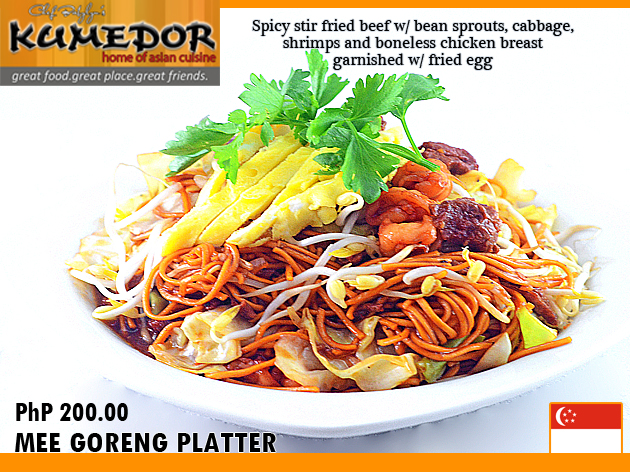 KUMEDOR
home of asian cuisine
great food.great place.great friends.
Spicy stir fried beef w/ bean sprouts, cabbage,
shrimps and boneless chicken breast
garnished w/ fried egg
PhP 200.00
MEE GORENG PLATTER